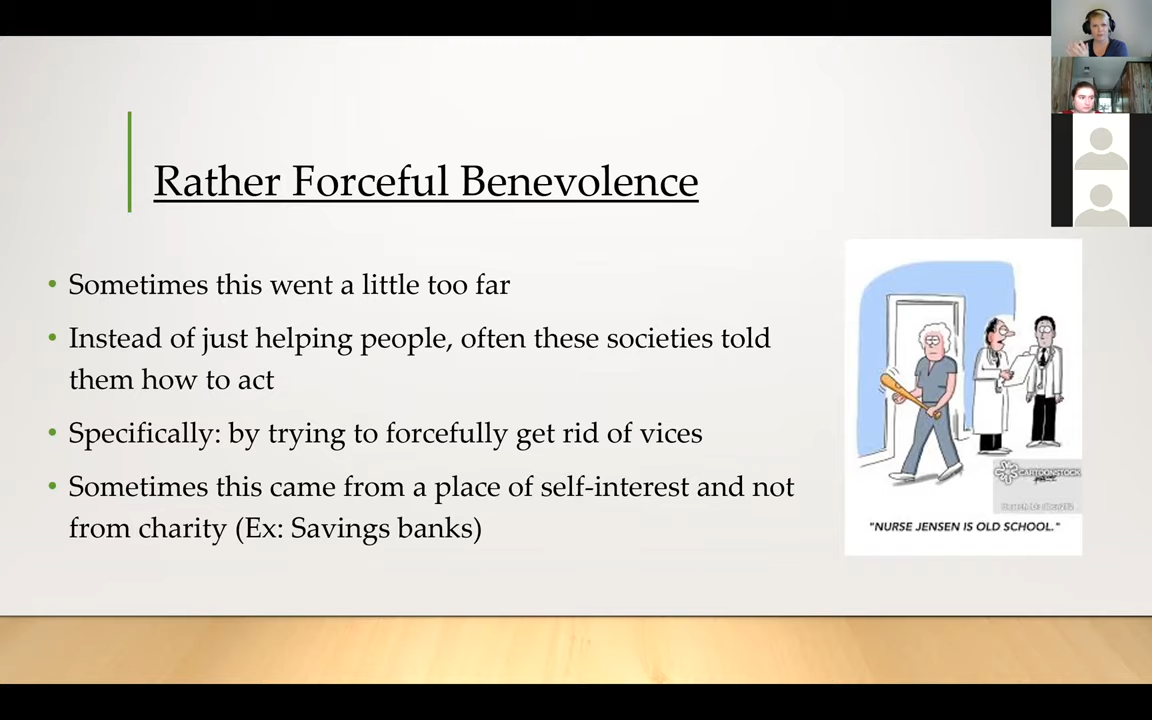 Rather Forceful Benevolence
• Sometimes this went a little too far
• Instead of just helping people, often these societies told
them how to act
• Specifically: by trying to forcefully get rid of vices
• Sometimes this came from a place of self-interest and not
from charity (Ex: Savings banks)
CARTOONSTOCK
"NURSE JENSEN IS OLD SCHOOL."